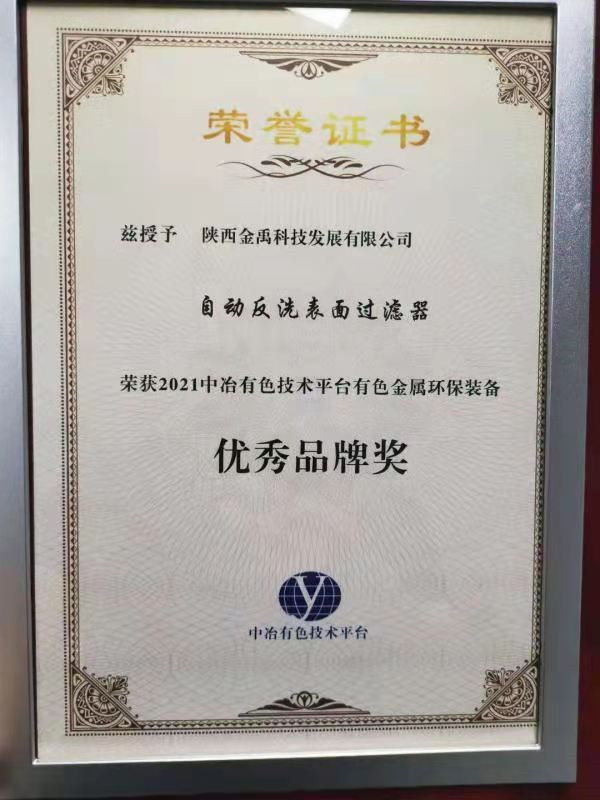 荣誉证书
兹授予 陕西金禹科技发展有限公司
自动反洗表面过滤器
荣获2021中冶有色技术平台有色金属环保装备
优秀品牌奖
y
中冶有色技术平台